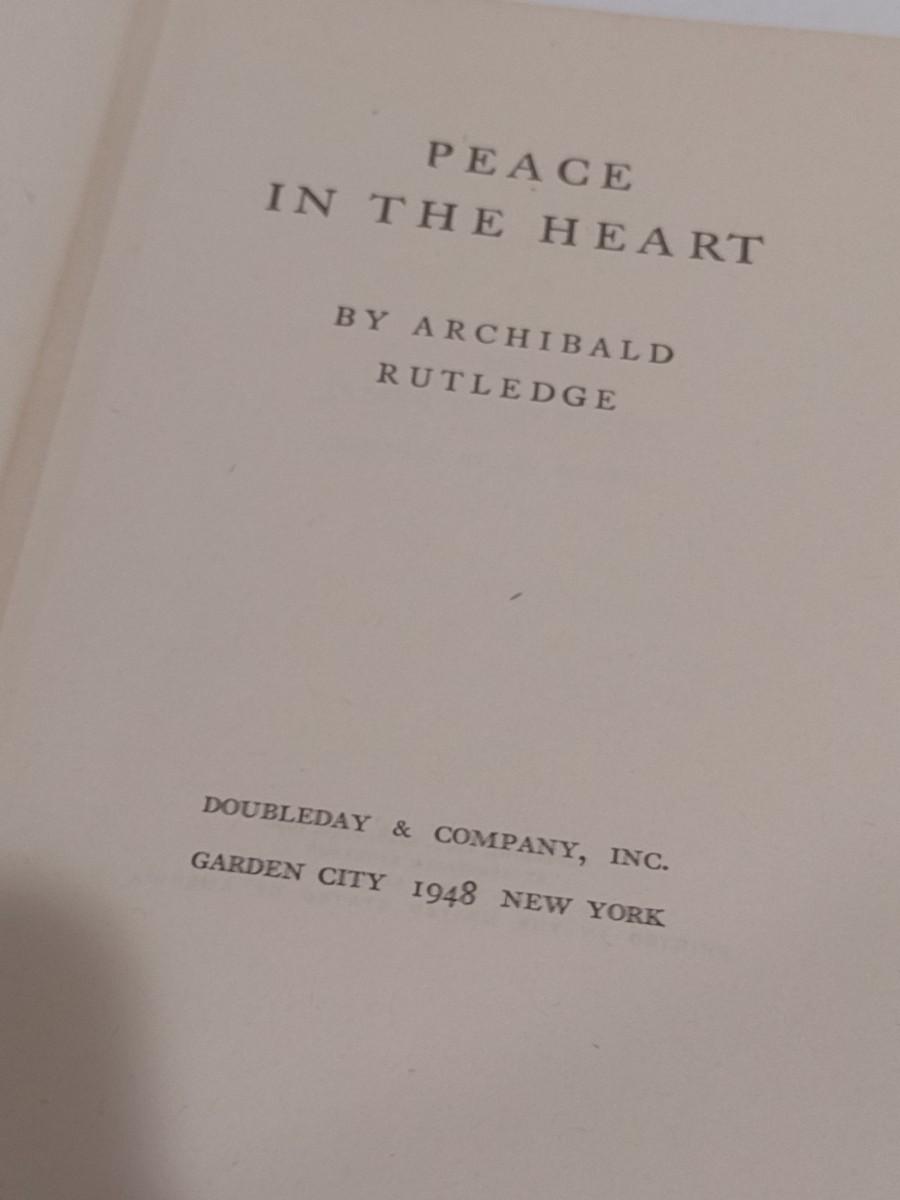 PEACE
IN THE HEART
BY ARCHIBALD
RUTLEDGE
DOUBLEDAY & COMPANY, INC.
GARDEN CITY 1948 NEW YORK